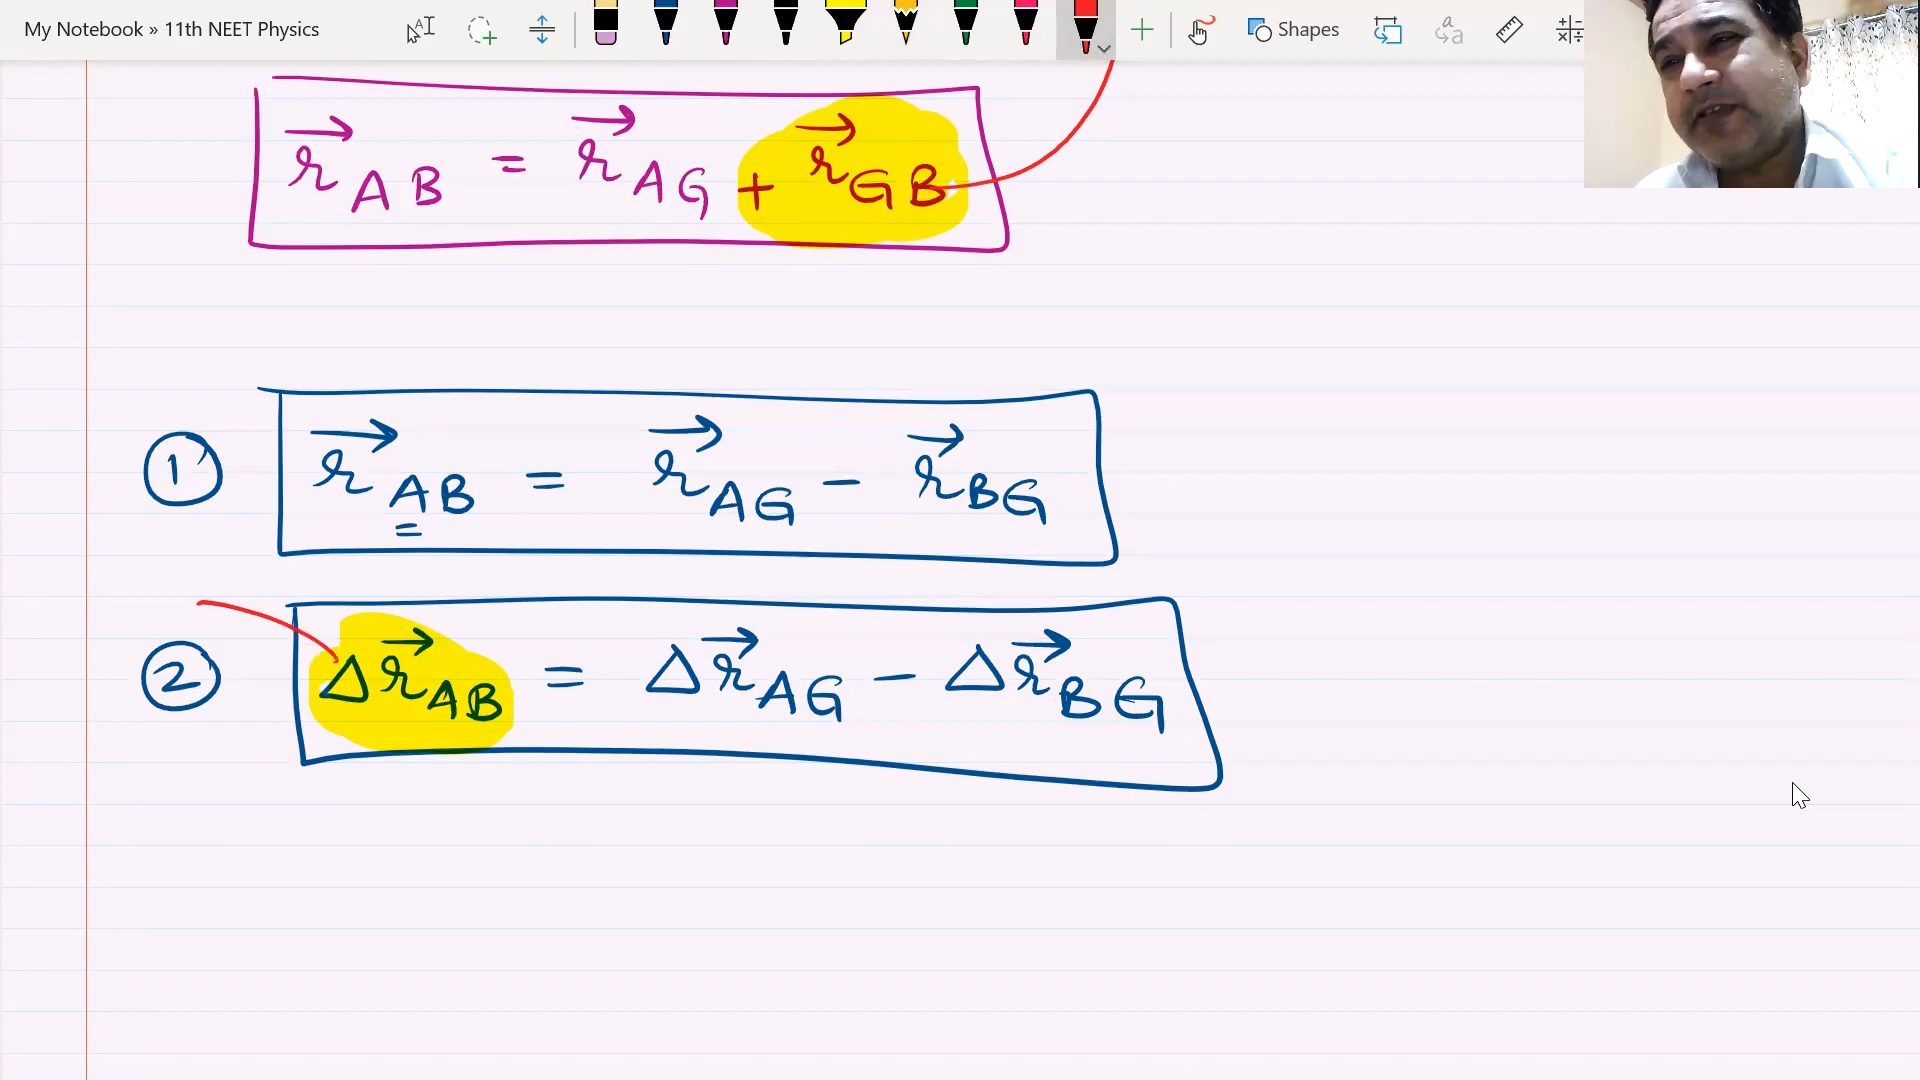 My Notebook » 11th NEET Physics
Shapes
r⃗ AB = r⃗ AG + r⃗ GB
① r⃗ AB = r⃗ AG − r⃗ BG
② Δr⃗ AB = Δr⃗ AG − Δr⃗ BG